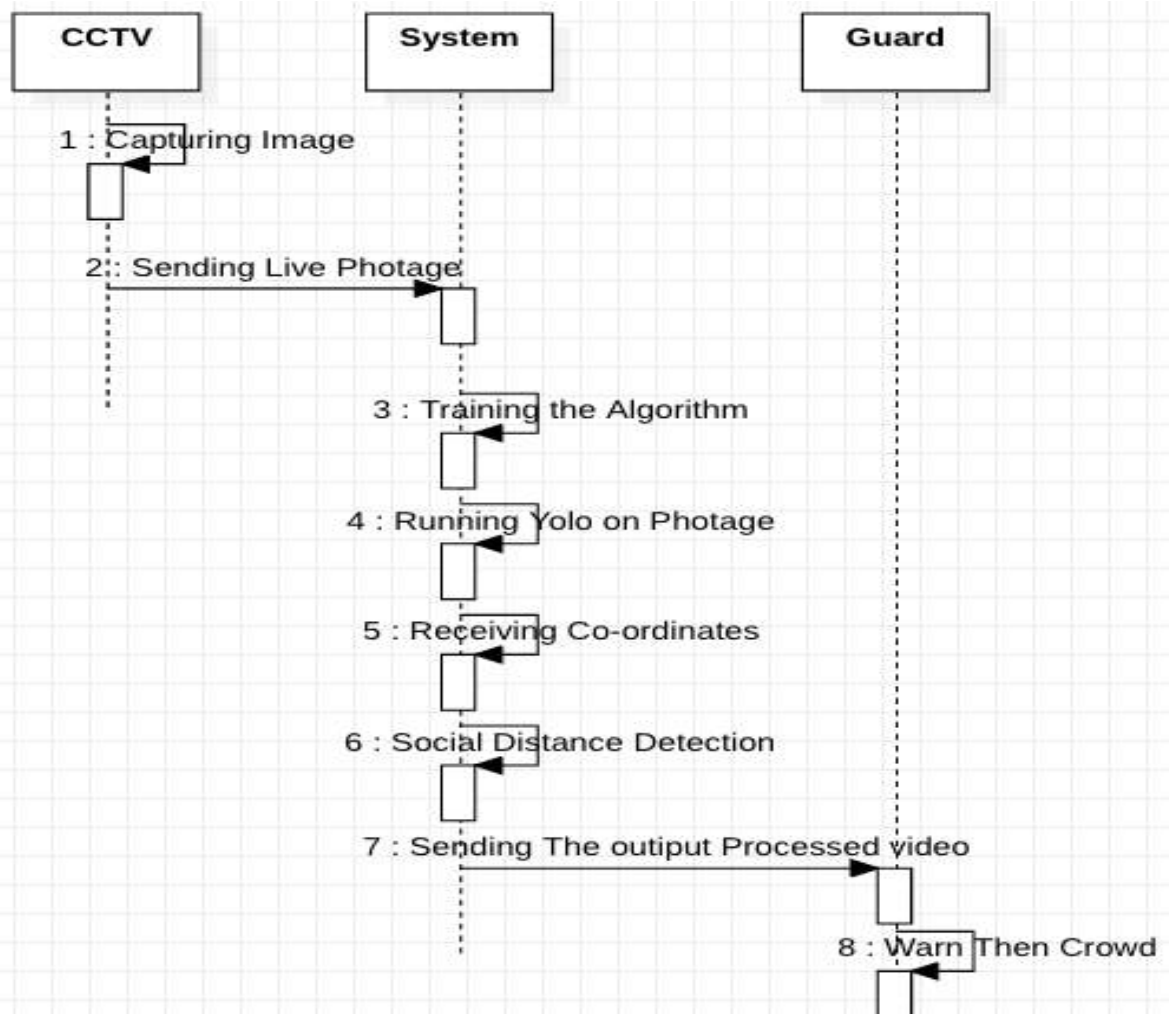 CCTV
System
Guard
1 : Capturing Image
2 : Sending Live Photage
3 : Training the Algorithm
4 : Running Yolo on Photage
5 : Receiving Co-ordinates
6 : Social Distance Detection
7 : Sending The outiput Processed video
8 : Warn Then Crowd